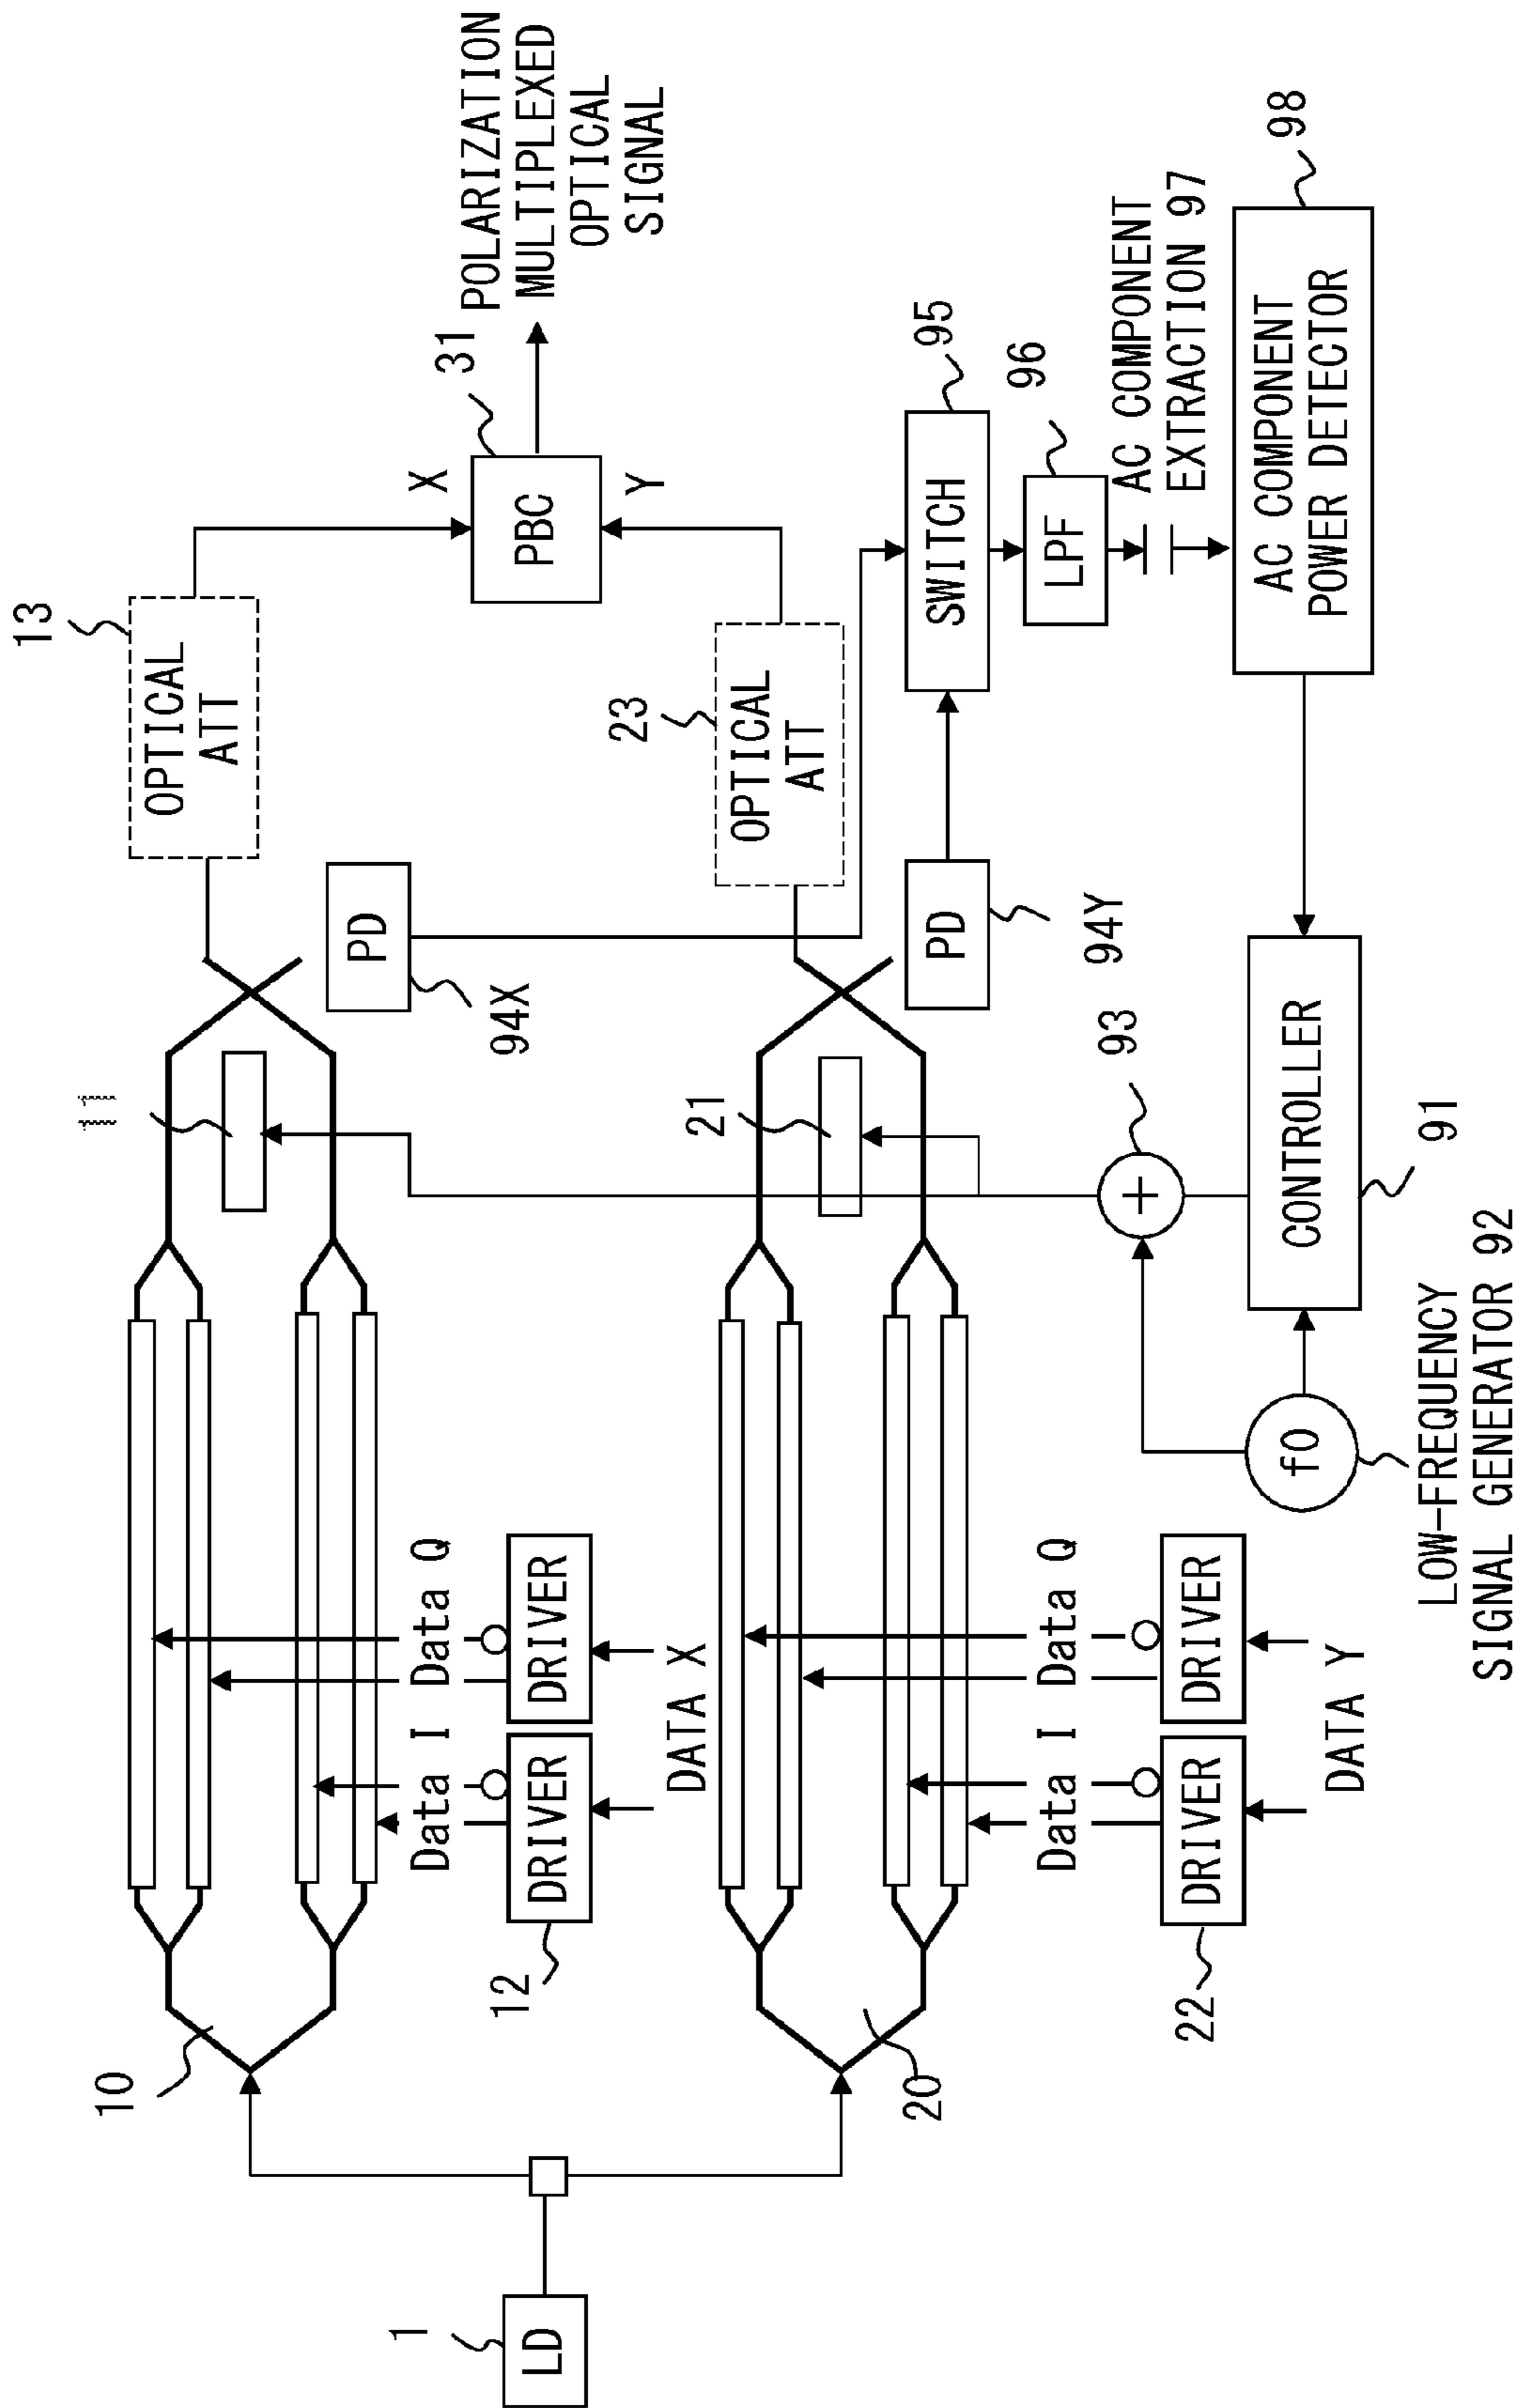 1
LD
10
11
13
OPTICAL
ATT
PD
94X
X
31
PBC
Y
POLARIZATION
MULTIPLEXED
OPTICAL
SIGNAL
Data I Data Q
12
DRIVER
DRIVER
DATA X
20
21
23
OPTICAL
ATT
PD
94Y
SWITCH
95
LPF
96
AC COMPONENT
EXTRACTION 97
98
AC COMPONENT
POWER DETECTOR
Data I Data Q
22
DRIVER
DRIVER
DATA Y
93
+
f0
CONTROLLER
91
LOW-FREQUENCY
SIGNAL GENERATOR 92